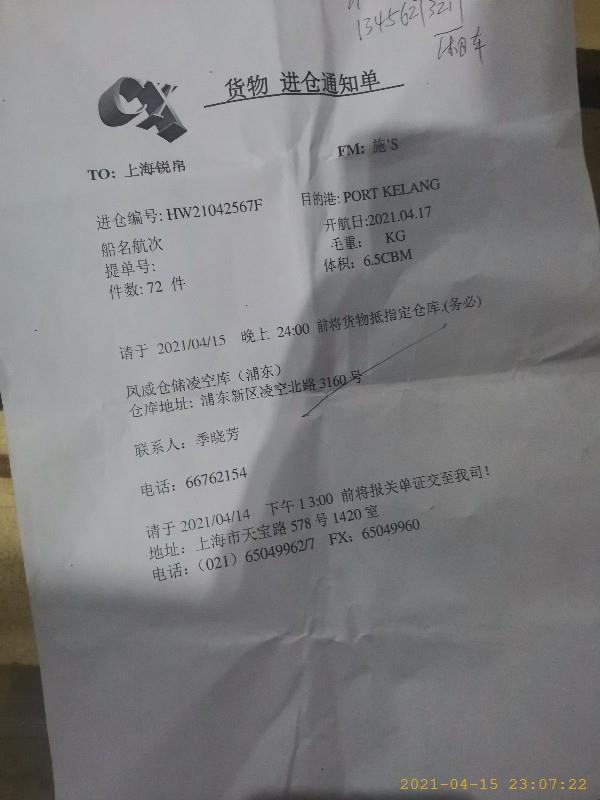 13456213211
货物 进仓通知单
TO: 上海锐帛
FM: 施'S
进仓编号: HW21042567F
目的港: PORT KELANG
船名航次
开航日:2021.04.17
提单号:
毛重: KG
件数: 72 件
体积: 6.5CBM
请于 2021/04/15 晚上 24:00 前将货物抵指定仓库.(务必)
风威仓储凌空库（浦东）
仓库地址: 浦东新区凌空北路 3160 号
联系人: 季晓芳
电话: 66762154
请于 2021/04/14 下午 13:00 前将报关单证交至我司!
地址: 上海市天宝路 578 号 1420 室
电话:（021）65049962/7 FX: 65049960
2021-04-15 23:07:22